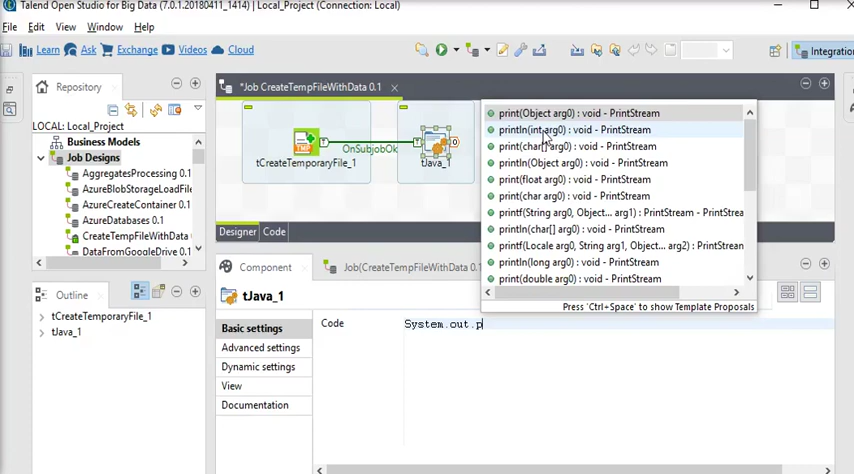 Talend Open Studio for Big Data (7.0.1.20180411_1414) | Local_Project (Connection: Local)
File Edit View Window Help
Learn Ask Exchange Videos Cloud Integration
Repository
LOCAL: Local_Project
Business Models
Job Designs
AggregatesProcessing 0.1
AzureBlobStorageLoadFile
AzureCreateContainer 0.1
AzureDatabases 0.1
CreateTempFileWithData
DataFromGoogleDrive 0.1
Outline
tCreateTemporaryFile_1
tJava_1
*Job CreateTempFileWithData 0.1
TMP
OnSubjobOk
tCreateTemporaryFile_1
tJava_1
print(Object arg0) : void - PrintStream
println(int arg0) : void - PrintStream
print(char[] arg0) : void - PrintStream
println(Object arg0) : void - PrintStream
print(float arg0) : void - PrintStream
print(char arg0) : void - PrintStream
printf(String arg0, Object... arg1) : PrintStream - PrintStrea
println(char[] arg0) : void - PrintStream
printf(Locale arg0, String arg1, Object... arg2) : PrintStream
println(long arg0) : void - PrintStream
print(double arg0) : void - PrintStream
Press 'Ctrl+Space' to show Template Proposals
Designer Code
Component
Job(CreateTempFileWithData 0.1
tJava_1
Basic settings
Advanced settings
Dynamic settings
View
Documentation
Code
System.out.p